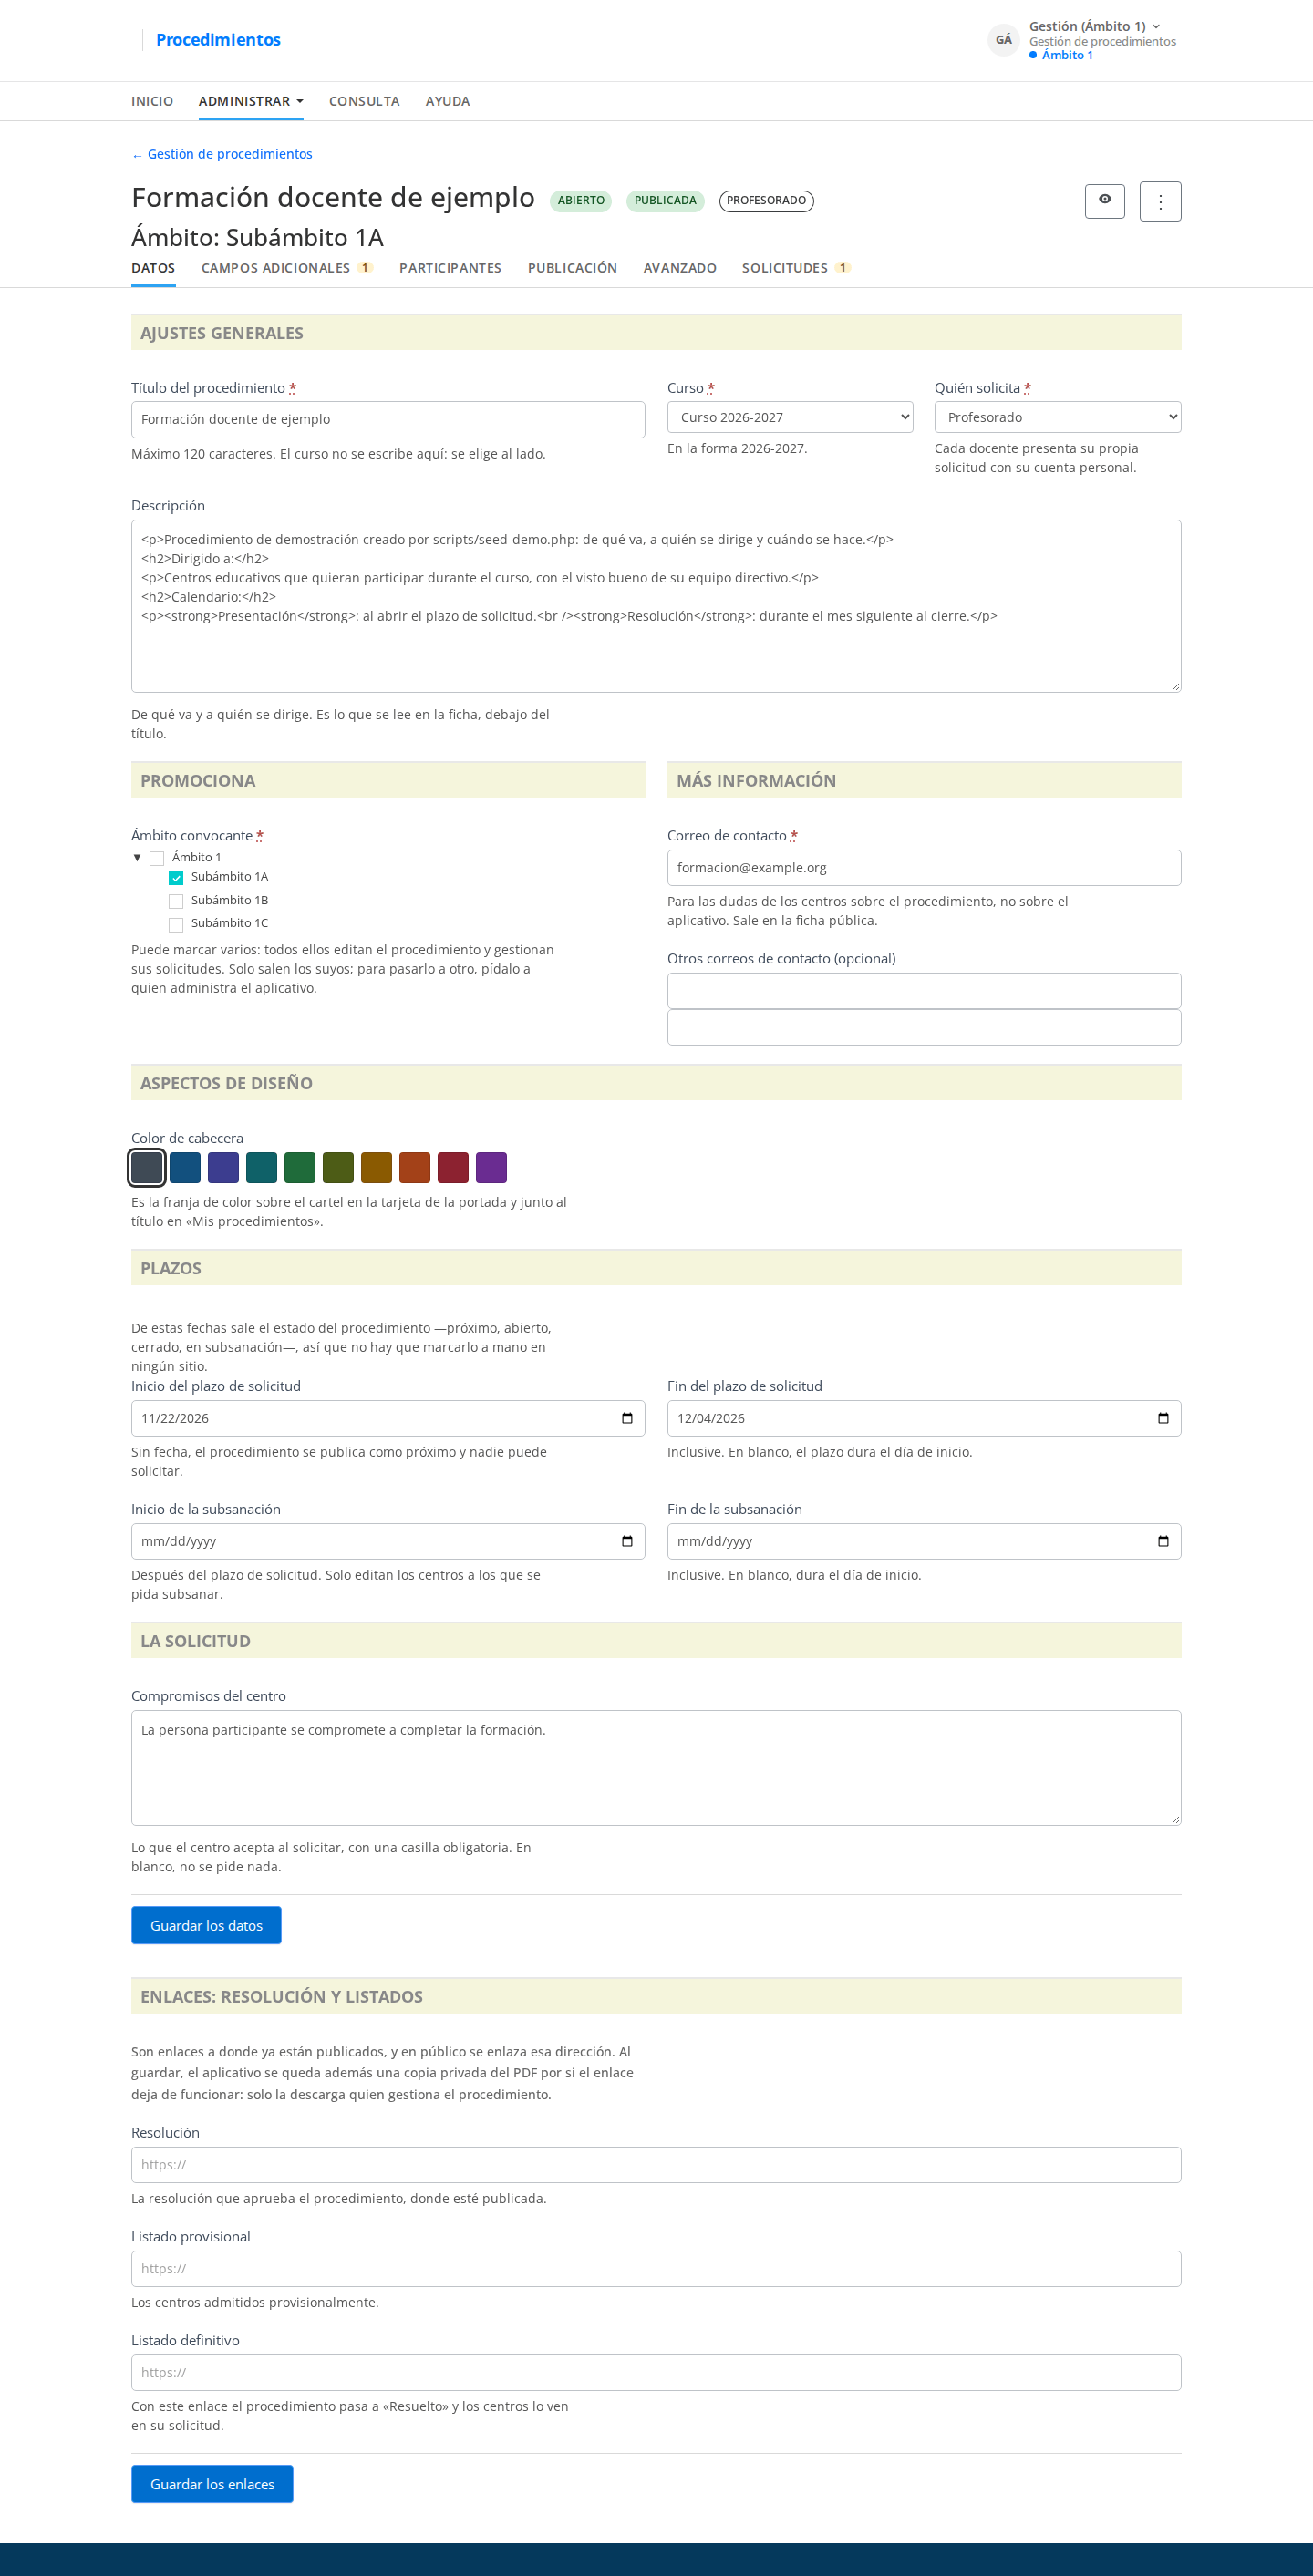 Procedimientos
GÁ
Gestión (Ámbito 1)
Gestión de procedimientos
Ámbito 1
INICIO ADMINISTRAR CONSULTA AYUDA
← Gestión de procedimientos
Formación docente de ejemplo ABIERTO PUBLICADA PROFESORADO
⋮
Ámbito: Subámbito 1A
DATOS CAMPOS ADICIONALES 1 PARTICIPANTES PUBLICACIÓN AVANZADO SOLICITUDES 1
AJUSTES GENERALES
Título del procedimiento *
Formación docente de ejemplo
Máximo 120 caracteres. El curso no se escribe aquí: se elige al lado.
Curso *
Curso 2026-2027
En la forma 2026-2027.
Quién solicita *
Profesorado
Cada docente presenta su propia
solicitud con su cuenta personal.
Descripción
<p>Procedimiento de demostración creado por scripts/seed-demo.php: de qué va, a quién se dirige y cuándo se hace.</p>
<h2>Dirigido a:</h2>
<p>Centros educativos que quieran participar durante el curso, con el visto bueno de su equipo directivo.</p>
<h2>Calendario:</h2>
<p><strong>Presentación</strong>: al abrir el plazo de solicitud.<br /><strong>Resolución</strong>: durante el mes siguiente al cierre.</p>
De qué va y a quién se dirige. Es lo que se lee en la ficha, debajo del
título.
PROMOCIONA
Ámbito convocante *
▼ Ámbito 1
Subámbito 1A
Subámbito 1B
Subámbito 1C
Puede marcar varios: todos ellos editan el procedimiento y gestionan
sus solicitudes. Solo salen los suyos; para pasarlo a otro, pídalo a
quien administra el aplicativo.
MÁS INFORMACIÓN
Correo de contacto *
formacion@example.org
Para las dudas de los centros sobre el procedimiento, no sobre el
aplicativo. Sale en la ficha pública.
Otros correos de contacto (opcional)
ASPECTOS DE DISEÑO
Color de cabecera
Es la franja de color sobre el cartel en la tarjeta de la portada y junto al
título en «Mis procedimientos».
PLAZOS
De estas fechas sale el estado del procedimiento —próximo, abierto,
cerrado, en subsanación—, así que no hay que marcarlo a mano en
ningún sitio.
Inicio del plazo de solicitud
11/22/2026
Sin fecha, el procedimiento se publica como próximo y nadie puede
solicitar.
Fin del plazo de solicitud
12/04/2026
Inclusive. En blanco, el plazo dura el día de inicio.
Inicio de la subsanación
mm/dd/yyyy
Después del plazo de solicitud. Solo editan los centros a los que se
pida subsanar.
Fin de la subsanación
mm/dd/yyyy
Inclusive. En blanco, dura el día de inicio.
LA SOLICITUD
Compromisos del centro
La persona participante se compromete a completar la formación.
Lo que el centro acepta al solicitar, con una casilla obligatoria. En
blanco, no se pide nada.
Guardar los datos
ENLACES: RESOLUCIÓN Y LISTADOS
Son enlaces a donde ya están publicados, y en público se enlaza esa dirección. Al
guardar, el aplicativo se queda además una copia privada del PDF por si el enlace
deja de funcionar: solo la descarga quien gestiona el procedimiento.
Resolución
https://
La resolución que aprueba el procedimiento, donde esté publicada.
Listado provisional
https://
Los centros admitidos provisionalmente.
Listado definitivo
https://
Con este enlace el procedimiento pasa a «Resuelto» y los centros lo ven
en su solicitud.
Guardar los enlaces